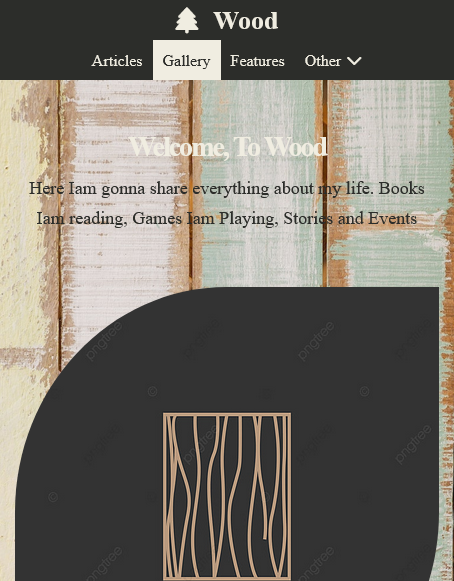 Wood
Articles Gallery Features Other
Welcome, To Wood
Here Iam gonna share everything about my life. Books
Iam reading, Games Iam Playing, Stories and Events
pngtree
pngtree
pngtree
pngtree
pngtree
pngtree